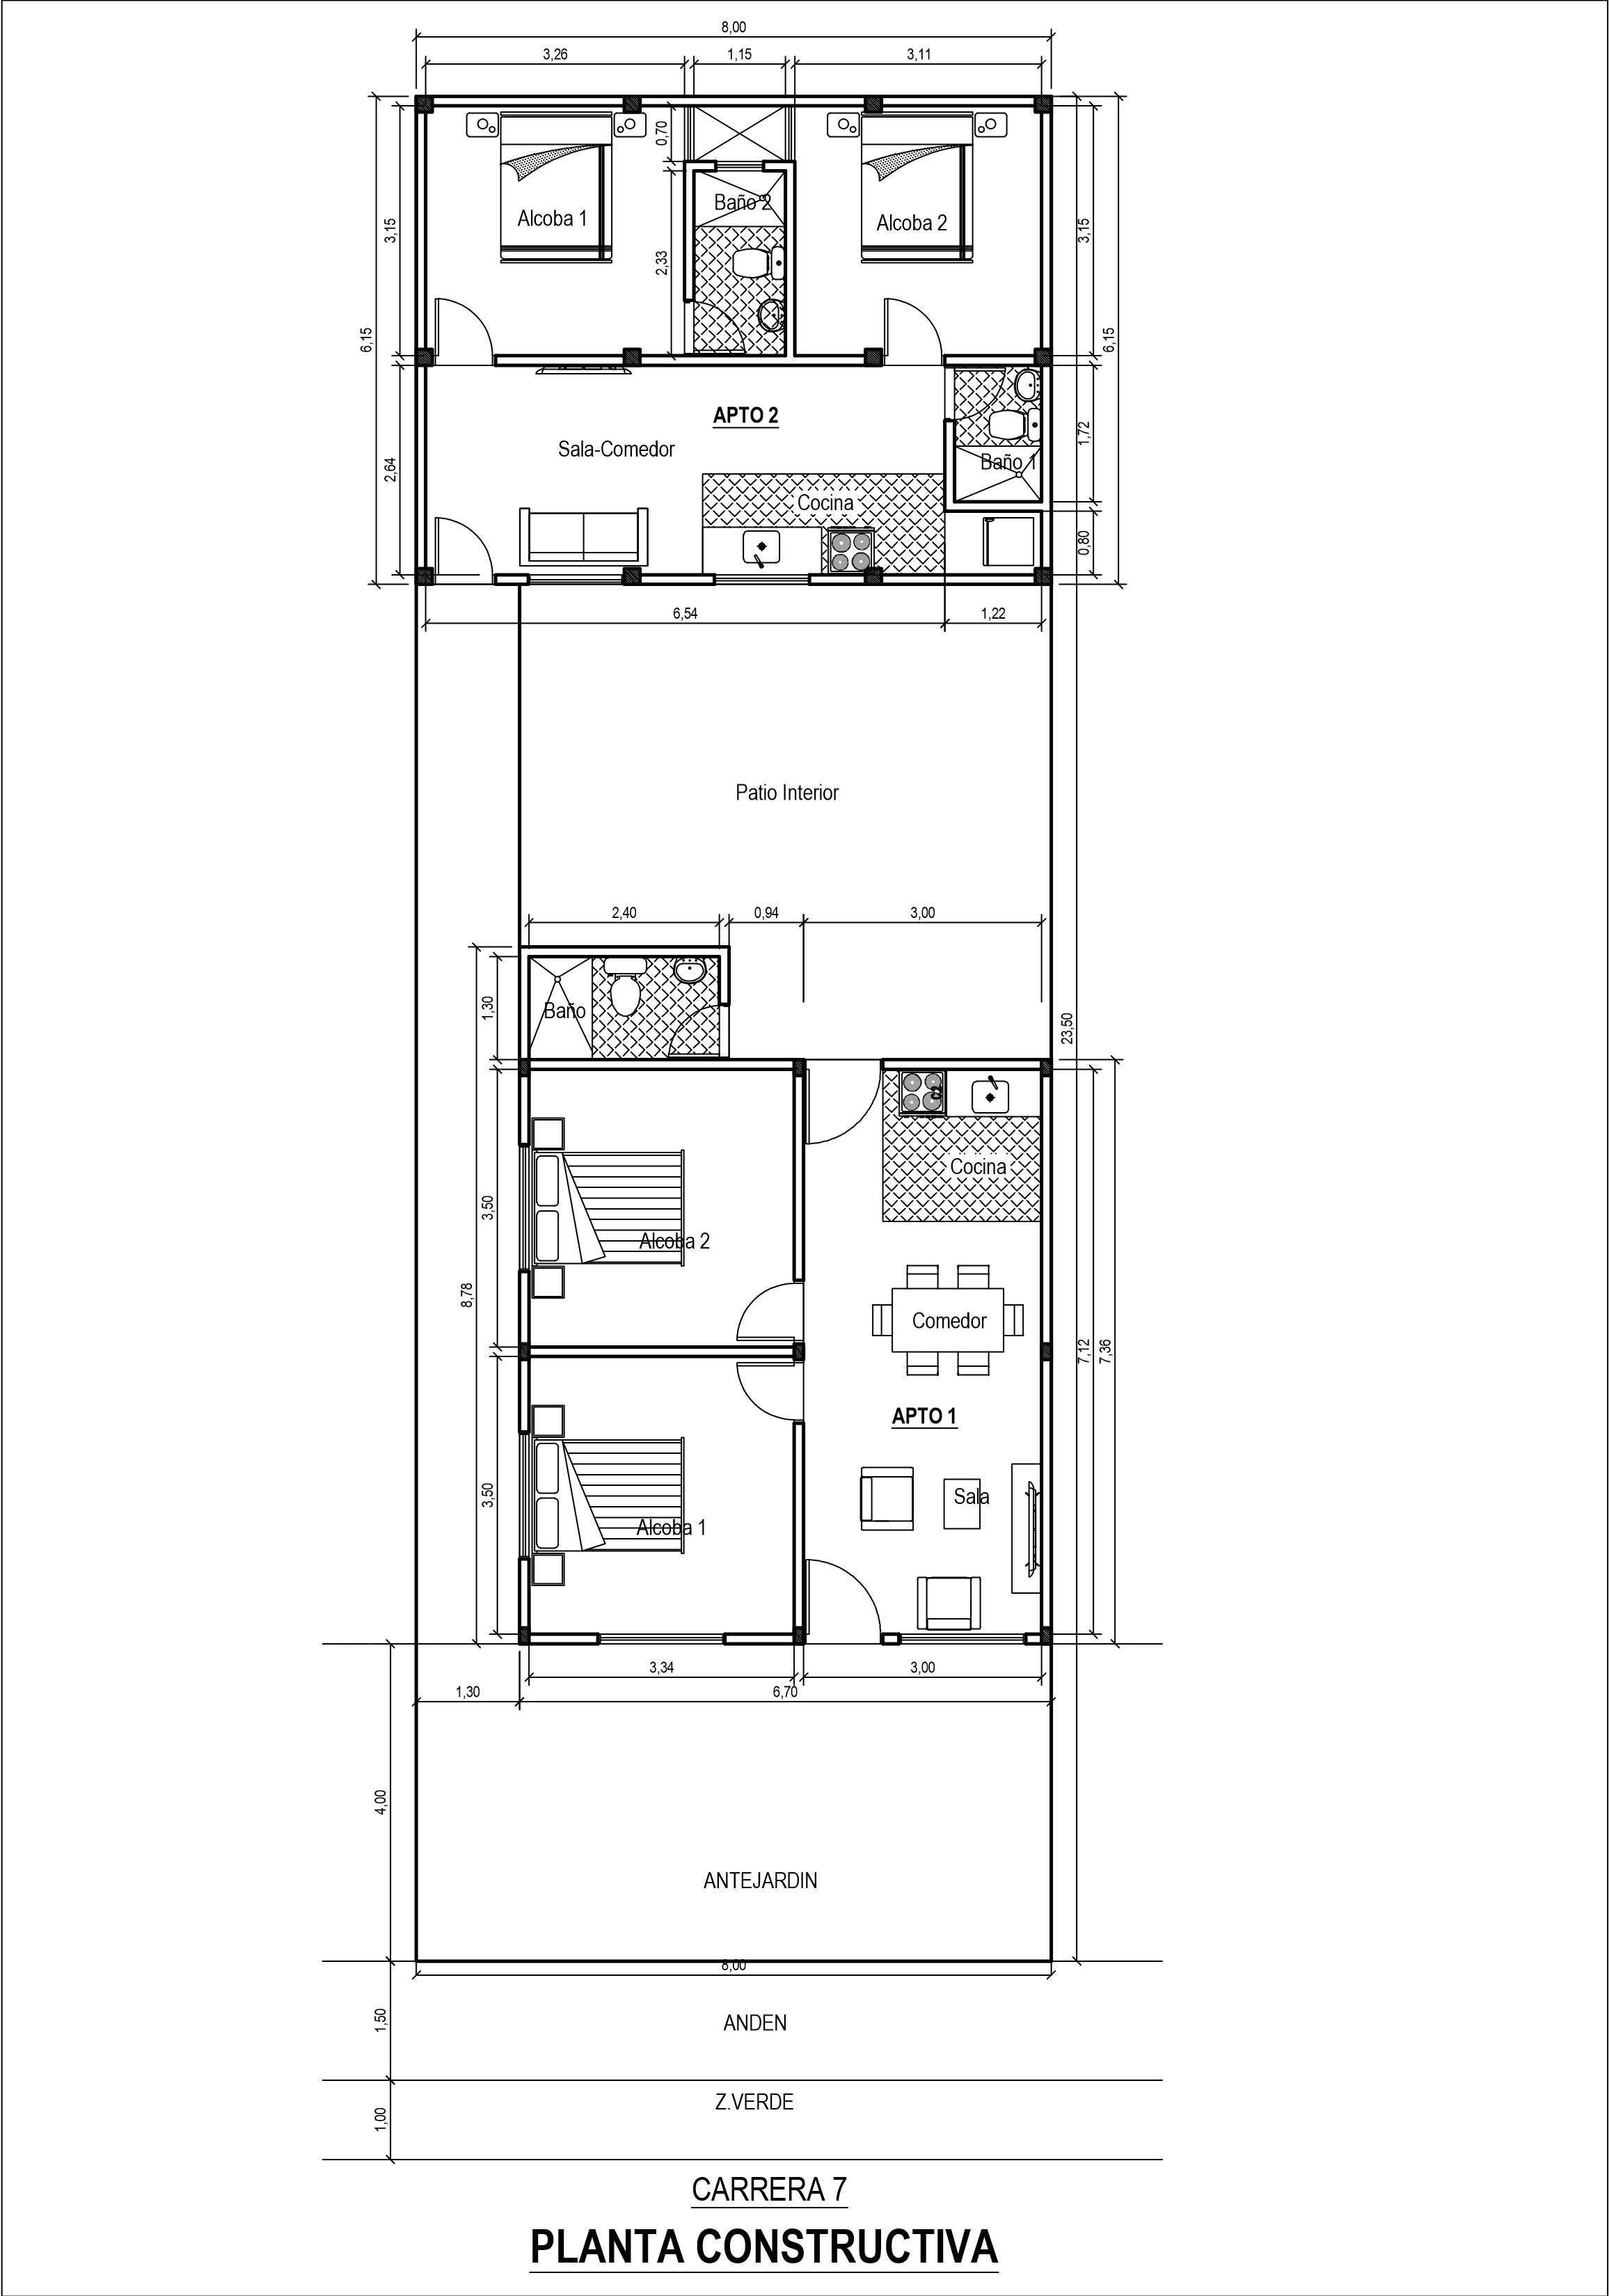 8,00
3,26
1,15
3,11
0,70
Baño 2
Alcoba 1
Alcoba 2
3,15
3,15
2,33
6,15
6,15
APTO 2
Sala-Comedor
1,72
2,64
Baño 1
Cocina
0,80
6,54
1,22
Patio Interior
2,40
0,94
3,00
Baño
1,30
23,50
Cocina
3,50
Alcoba 2
8,78
Comedor
7,12
7,36
APTO 1
3,50
Sala
Alcoba 1
3,34
3,00
1,30
6,70
4,00
ANTEJARDIN
8,00
1,50
ANDEN
Z.VERDE
1,00
CARRERA 7
PLANTA CONSTRUCTIVA